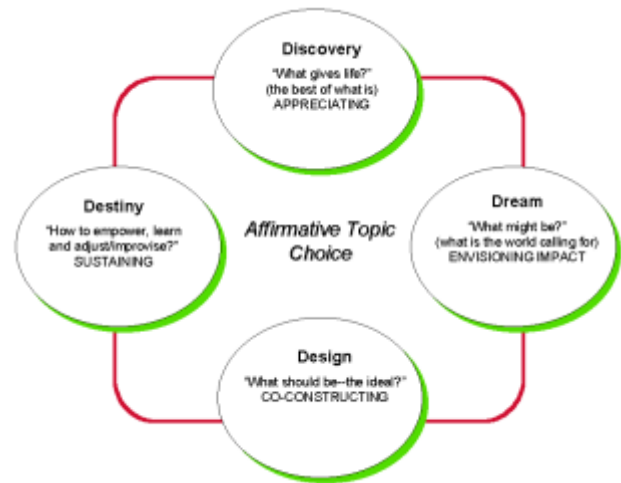 Discovery
"What gives life?"
(the best of what is)
APPRECIATING
Destiny
"How to empower, learn
and adjust/improvise?"
SUSTAINING
Affirmative Topic
Choice
Dream
"What might be?"
(what is the world calling for)
ENVISIONING IMPACT
Design
"What should be--the ideal?"
CO-CONSTRUCTING